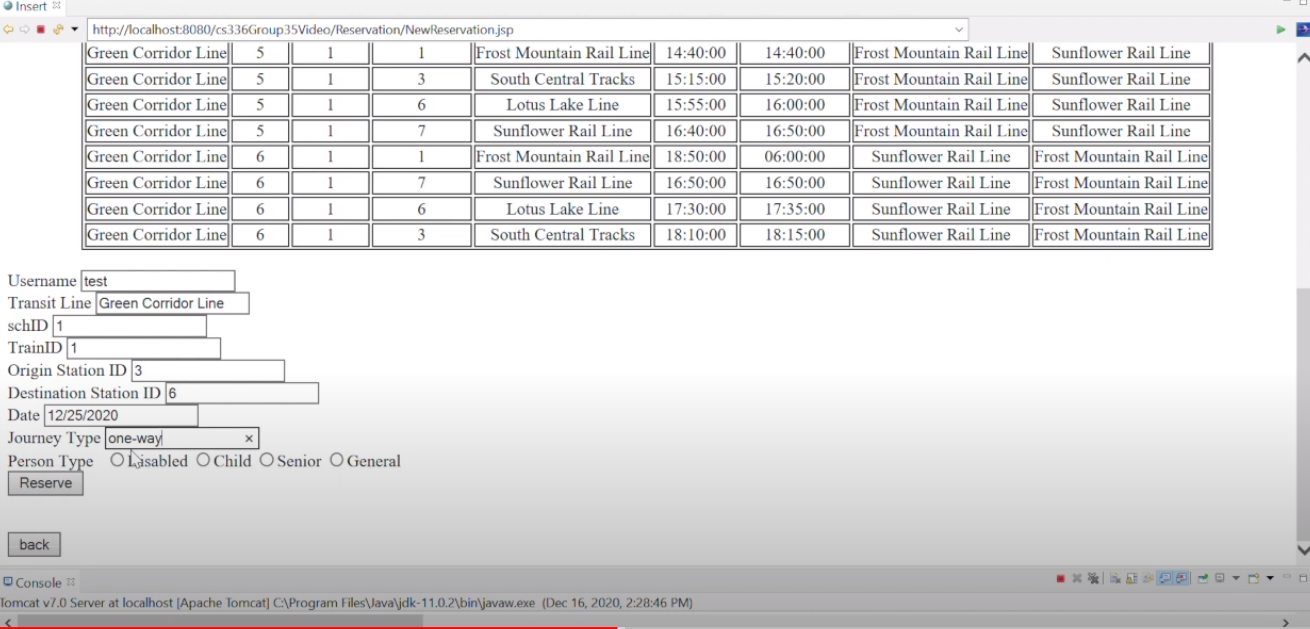 Insert
http://localhost:8080/cs336Group35Video/Reservation/NewReservation.jsp
Green Corridor Line 5 1 1 Frost Mountain Rail Line 14:40:00 14:40:00 Frost Mountain Rail Line Sunflower Rail Line
Green Corridor Line 5 1 3 South Central Tracks 15:15:00 15:20:00 Frost Mountain Rail Line Sunflower Rail Line
Green Corridor Line 5 1 6 Lotus Lake Line 15:55:00 16:00:00 Frost Mountain Rail Line Sunflower Rail Line
Green Corridor Line 5 1 7 Sunflower Rail Line 16:40:00 16:50:00 Frost Mountain Rail Line Sunflower Rail Line
Green Corridor Line 6 1 1 Frost Mountain Rail Line 18:50:00 06:00:00 Sunflower Rail Line Frost Mountain Rail Line
Green Corridor Line 6 1 7 Sunflower Rail Line 16:50:00 16:50:00 Sunflower Rail Line Frost Mountain Rail Line
Green Corridor Line 6 1 6 Lotus Lake Line 17:30:00 17:35:00 Sunflower Rail Line Frost Mountain Rail Line
Green Corridor Line 6 1 3 South Central Tracks 18:10:00 18:15:00 Sunflower Rail Line Frost Mountain Rail Line
Username test
Transit Line Green Corridor Line
schID 1
TrainID 1
Origin Station ID 3
Destination Station ID 6
Date 12/25/2020
Journey Type one-way
Person Type Disabled Child Senior General
Reserve
back
Console
Tomcat v7.0 Server at localhost [Apache Tomcat] C:\Program Files\Java\jdk-11.0.2\bin\javaw.exe (Dec 16, 2020, 2:28:46 PM)